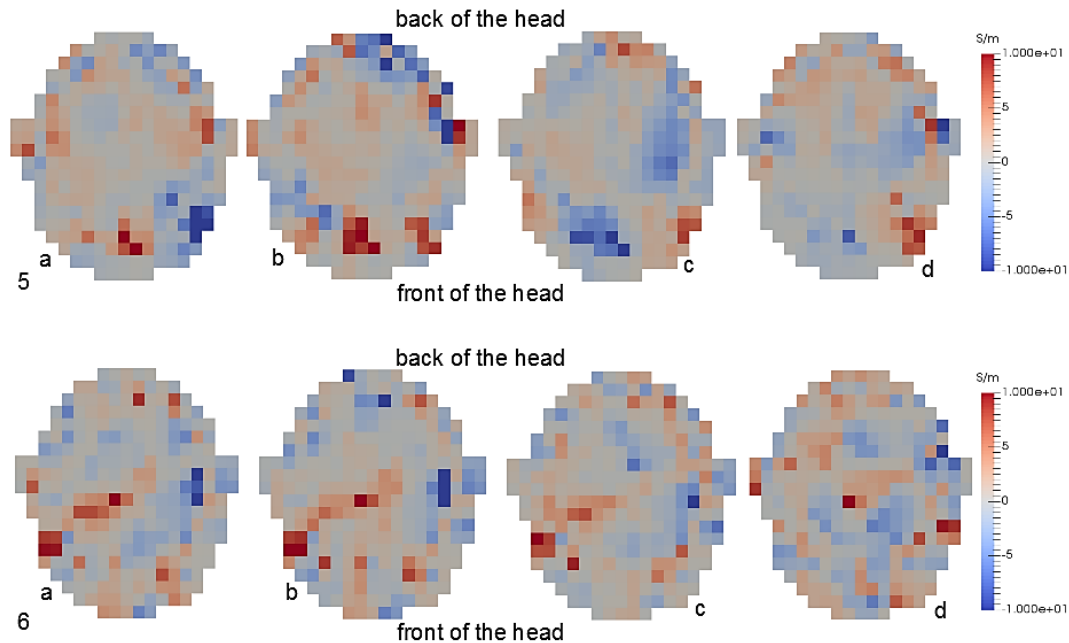 back of the head
S/m
1.000e+01
5
0
-5
-1.000e+01
a
b
c
d
5
front of the head
back of the head
S/m
1.000e+01
5
0
-5
-1.000e+01
a
b
c
d
6
front of the head